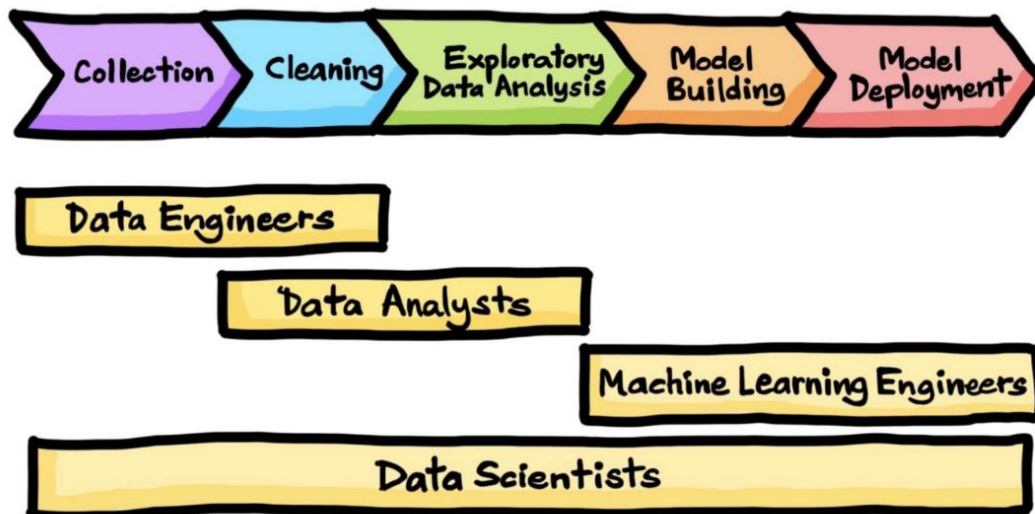 Collection
Cleaning
Exploratory
Data Analysis
Model
Building
Model
Deployment
Data Engineers
Data Analysts
Machine Learning Engineers
Data Scientists